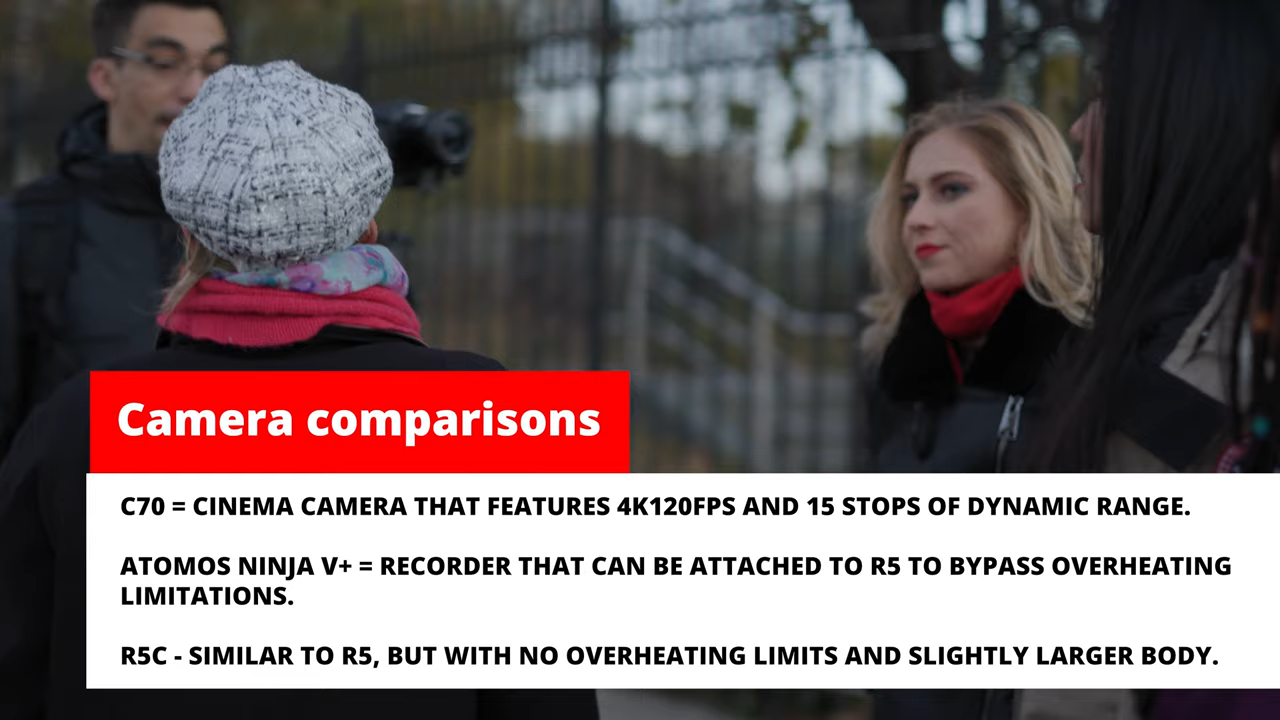 Camera comparisons
C70 = CINEMA CAMERA THAT FEATURES 4K120FPS AND 15 STOPS OF DYNAMIC RANGE.
ATOMOS NINJA V+ = RECORDER THAT CAN BE ATTACHED TO R5 TO BYPASS OVERHEATING
LIMITATIONS.
R5C - SIMILAR TO R5, BUT WITH NO OVERHEATING LIMITS AND SLIGHTLY LARGER BODY.